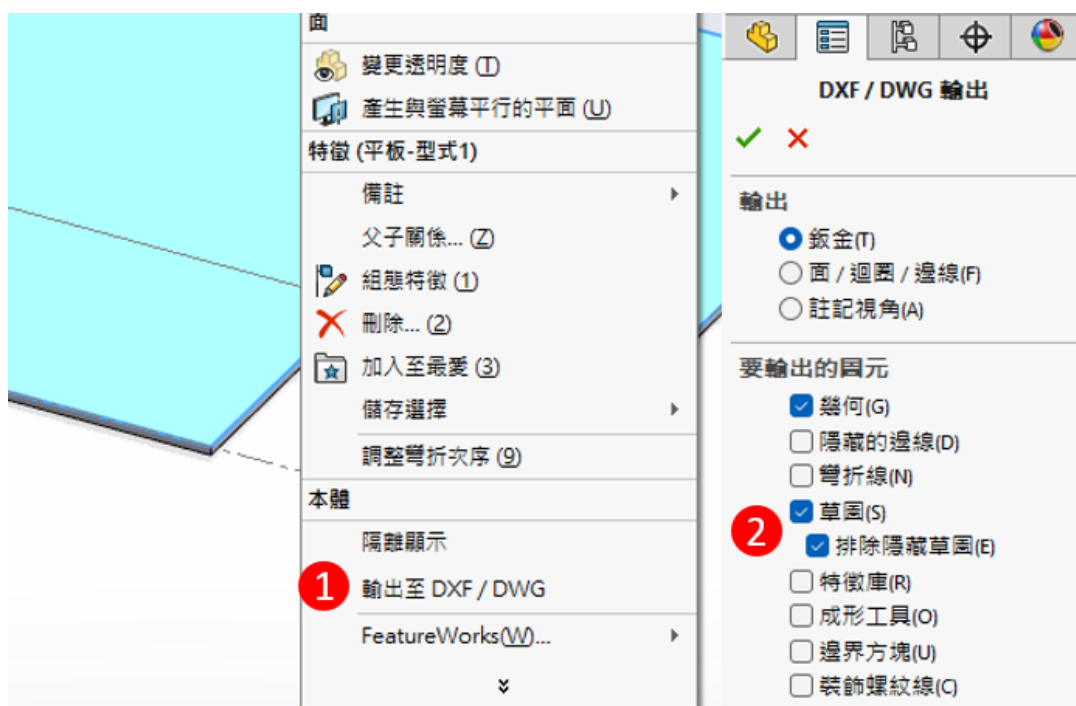 面
變更透明度 (T)
產生與螢幕平行的平面 (U)
特徵 (平板-型式1)
備註
父子關係... (Z)
組態特徵 (1)
刪除... (2)
加入至最愛 (3)
儲存選擇
調整彎折次序 (9)
本體
隔離顯示
1
輸出至 DXF / DWG
FeatureWorks(W)...
DXF / DWG 輸出
輸出
鈑金(T)
面 / 迴圈 / 邊線(F)
註記視角(A)
要輸出的圖元
幾何(G)
隱藏的邊線(D)
彎折線(N)
草圖(S)
2
排除隱藏草圖(E)
特徵庫(R)
成形工具(O)
邊界方塊(U)
裝飾螺紋線(C)